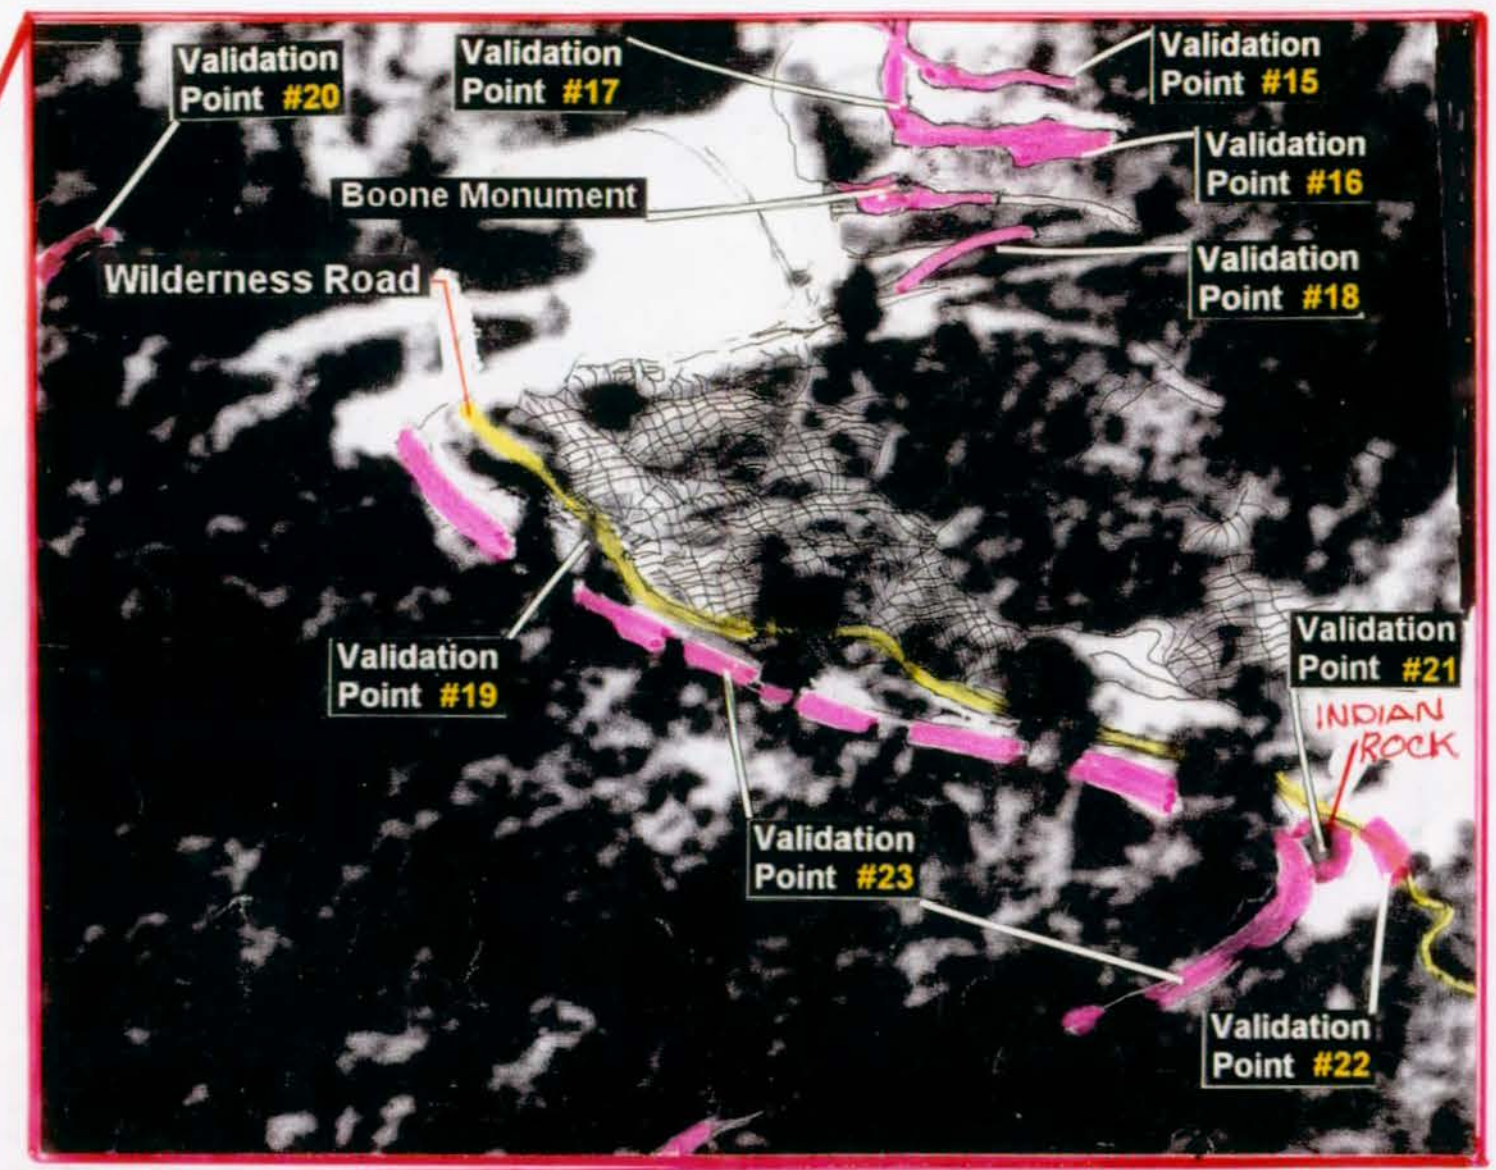 Validation
Point #20
Validation
Point #17
Validation
Point #15
Validation
Point #16
Boone Monument
Validation
Point #18
Wilderness Road
Validation
Point #19
Validation
Point #21
INDIAN
ROCK
Validation
Point #23
Validation
Point #22